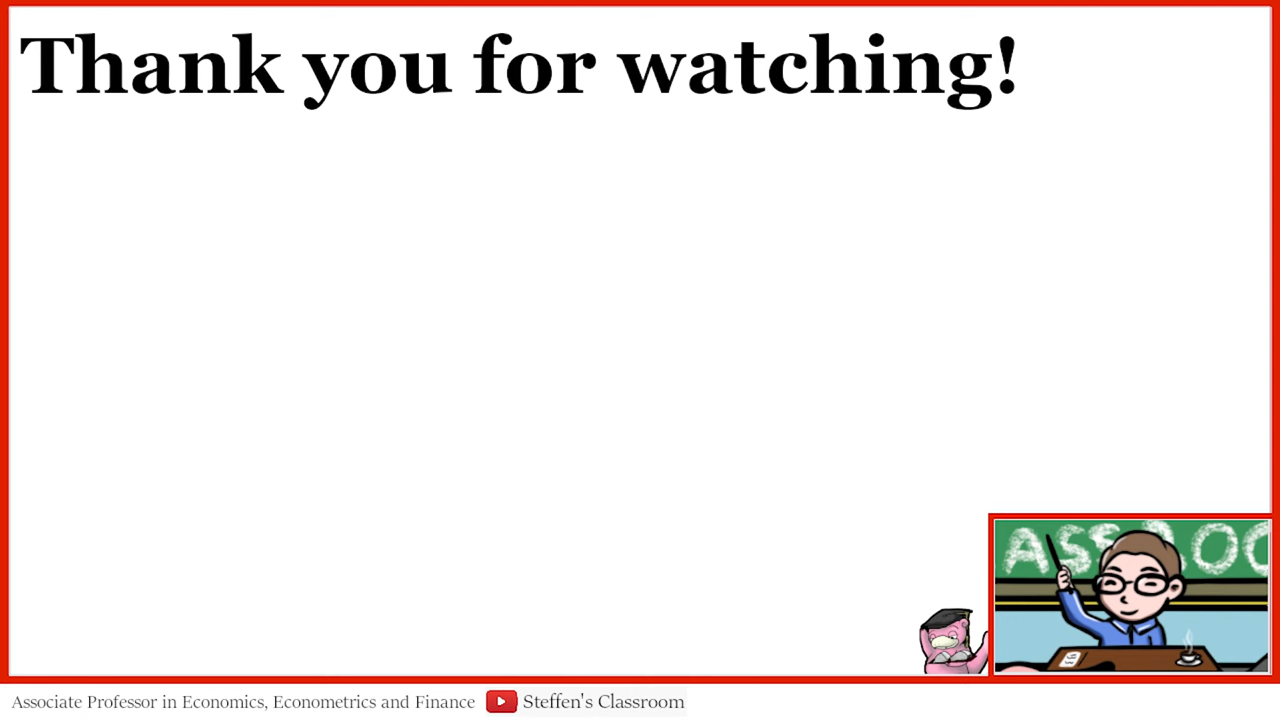 Thank you for watching!
Associate Professor in Economics, Econometrics and Finance Steffen's Classroom